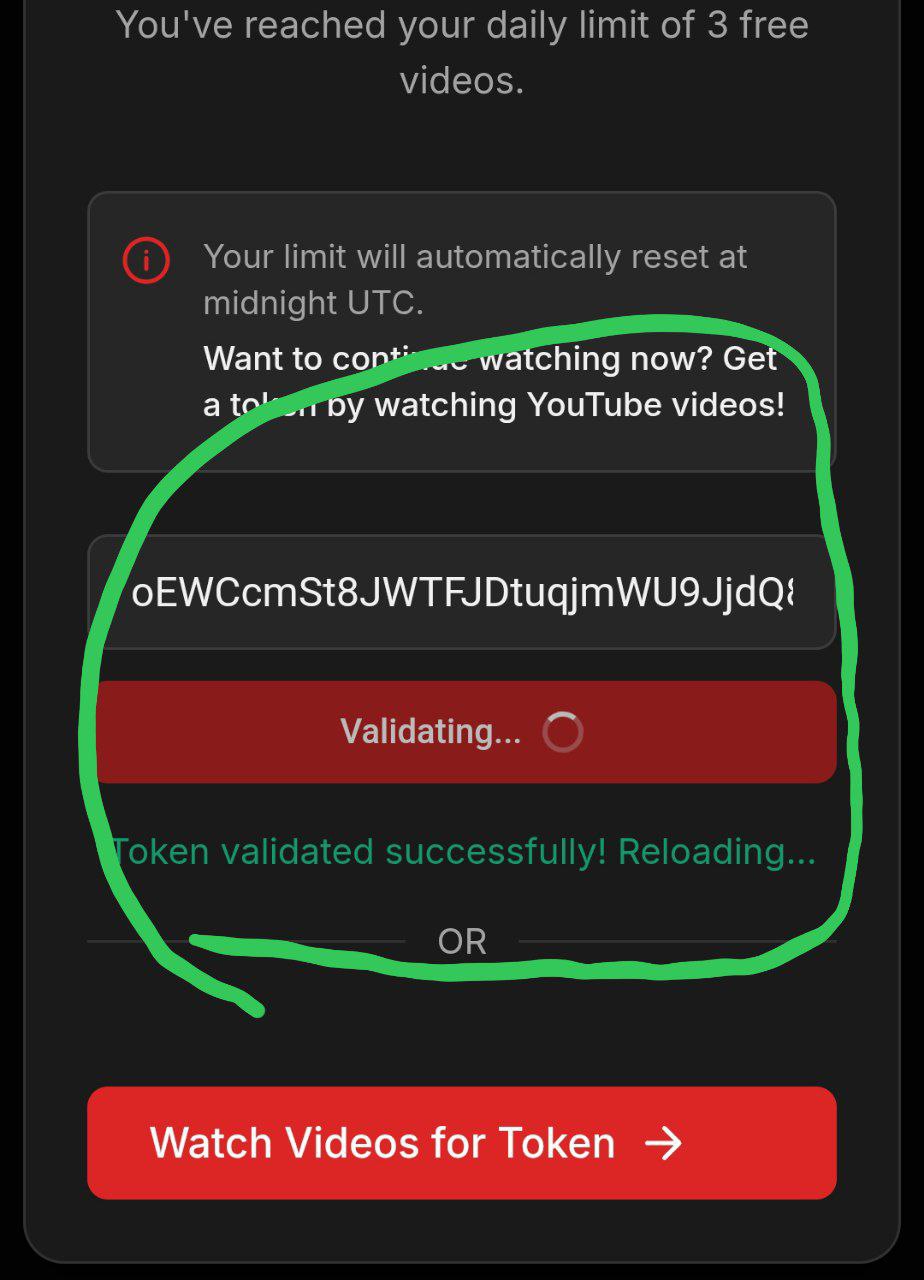 You've reached your daily limit of 3 free
videos.
Your limit will automatically reset at
midnight UTC.
Want to continue watching now? Get
a token by watching YouTube videos!
oEWCcmSt8JWTFJDtuqjmWU9JjdQ8
Validating...
Token validated successfully! Reloading...
OR
Watch Videos for Token →